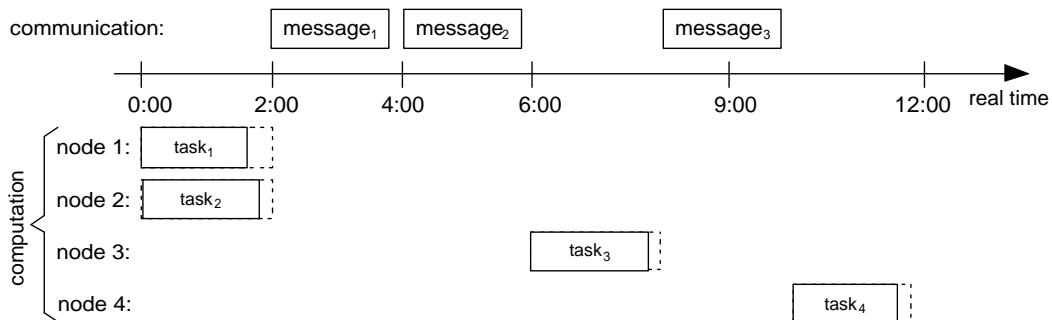 communication: message1 message2 message3
0:00 2:00 4:00 6:00 9:00 12:00 real time
computation
node 1: task1
node 2: task2
node 3: task3
node 4: task4